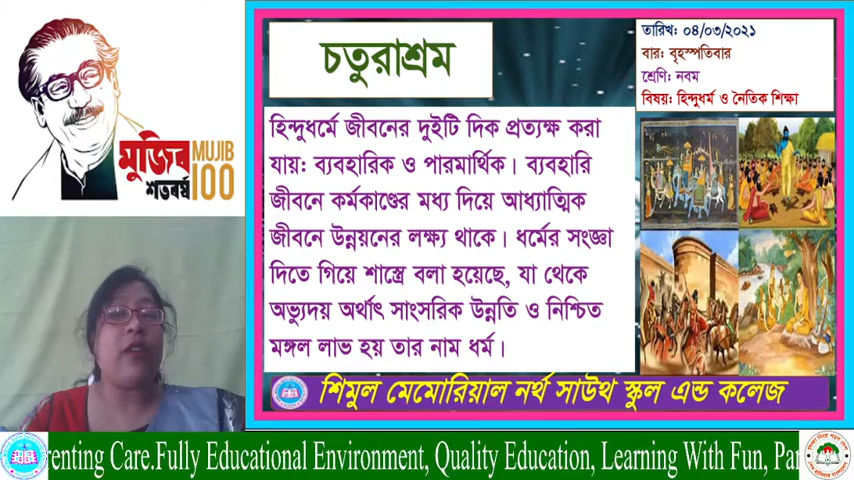 মুজিব
শতবর্ষ
MUJIB
100
চতুরাশ্রম
তারিখ: ০৪/০৩/২০২১
বার: বৃহস্পতিবার
শ্রেণি: নবম
বিষয়: হিন্দুধর্ম ও নৈতিক শিক্ষা
হিন্দুধর্মে জীবনের দুইটি দিক প্রত্যক্ষ করা
যায়: ব্যবহারিক ও পারমার্থিক। ব্যবহারি
জীবনে কর্মকাণ্ডের মধ্য দিয়ে আধ্যাত্মিক
জীবনে উন্নয়নের লক্ষ্য থাকে। ধর্মের সংজ্ঞা
দিতে গিয়ে শাস্ত্রে বলা হয়েছে, যা থেকে
অভ্যুদয় অর্থাৎ সাংসরিক উন্নতি ও নিশ্চিত
মঙ্গল লাভ হয় তার নাম ধর্ম।
শিমুল মেমোরিয়াল নর্থ সাউথ স্কুল এন্ড কলেজ
renting Care.Fully Educational Environment, Quality Education, Learning With Fun, Par